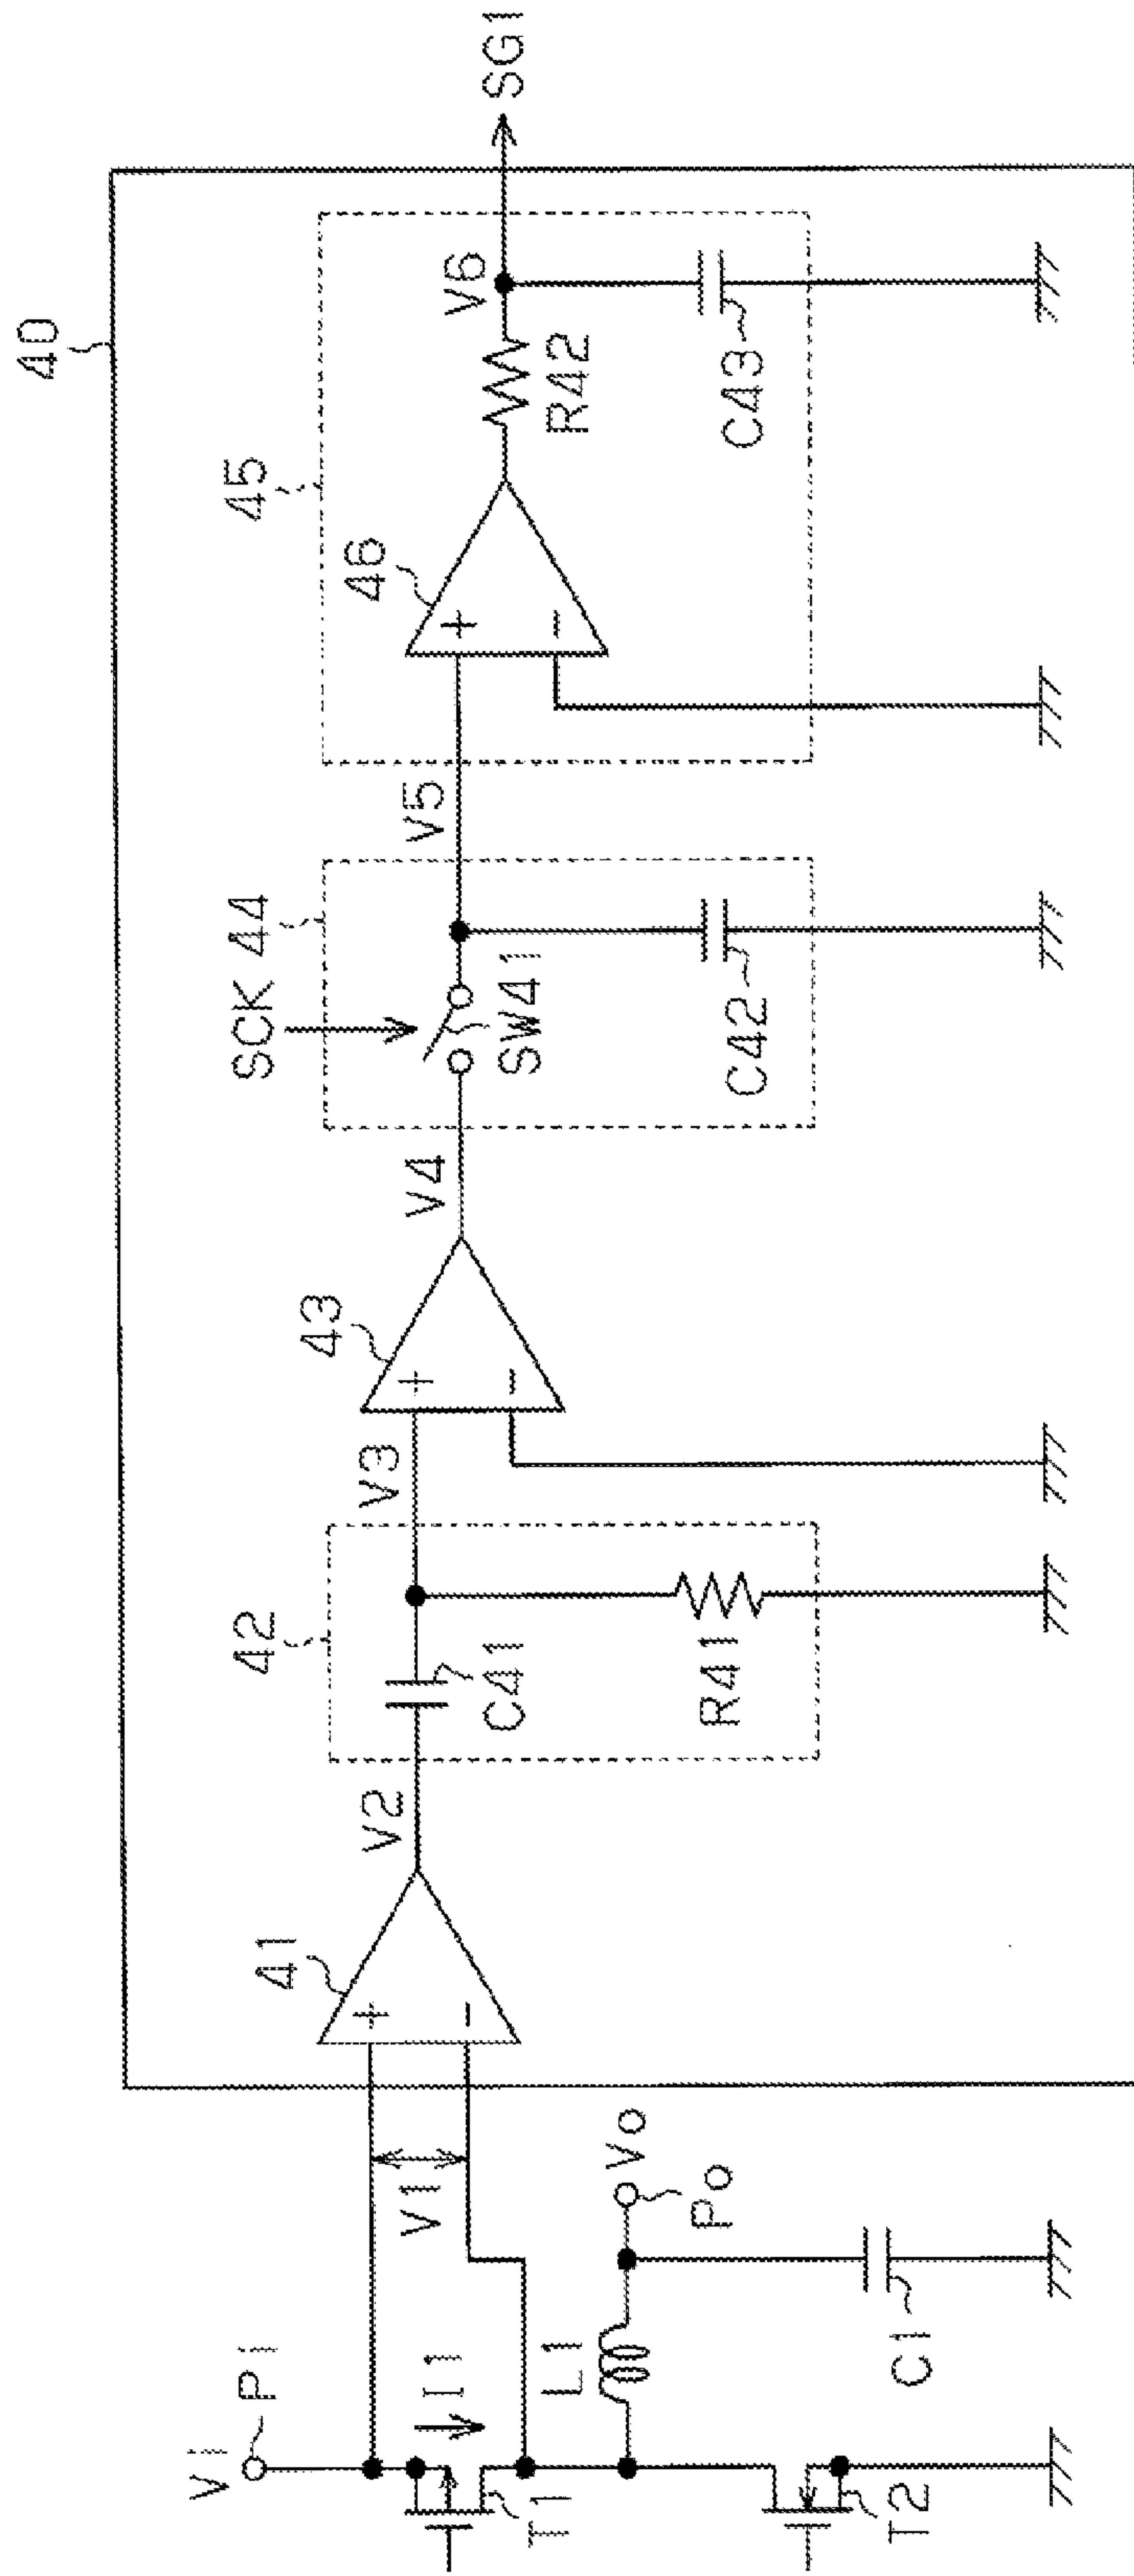 40
Vi
Pi
I1
T1
T2
V1
L1
Vo
Po
C1
41
+
−
V2
42
C41
R41
V3
43
+
−
V4
SCK
44
SW41
C42
V5
45
46
+
−
R42
V6
C43
SG1